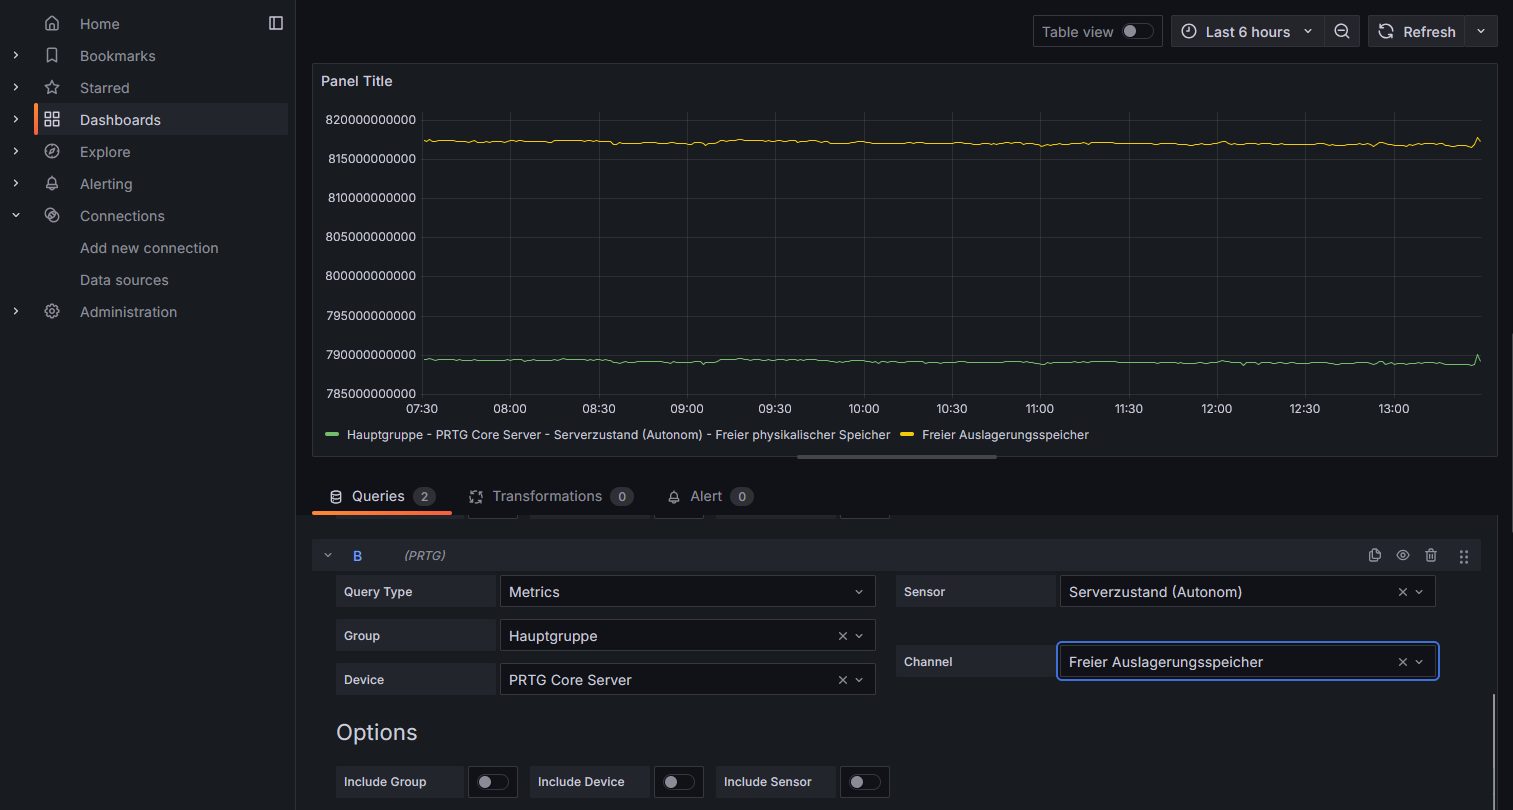 Home
Bookmarks
Starred
Dashboards
Explore
Alerting
Connections
Add new connection
Data sources
Administration
Table view
Last 6 hours
Refresh
Panel Title
820000000000
815000000000
810000000000
805000000000
800000000000
795000000000
790000000000
785000000000
07:30 08:00 08:30 09:00 09:30 10:00 10:30 11:00 11:30 12:00 12:30 13:00
Hauptgruppe - PRTG Core Server - Serverzustand (Autonom) - Freier physikalischer Speicher Freier Auslagerungsspeicher
Queries 2 Transformations 0 Alert 0
B (PRTG)
Query Type Metrics
Sensor Serverzustand (Autonom)
Group Hauptgruppe
Channel Freier Auslagerungsspeicher
Device PRTG Core Server
Options
Include Group Include Device Include Sensor